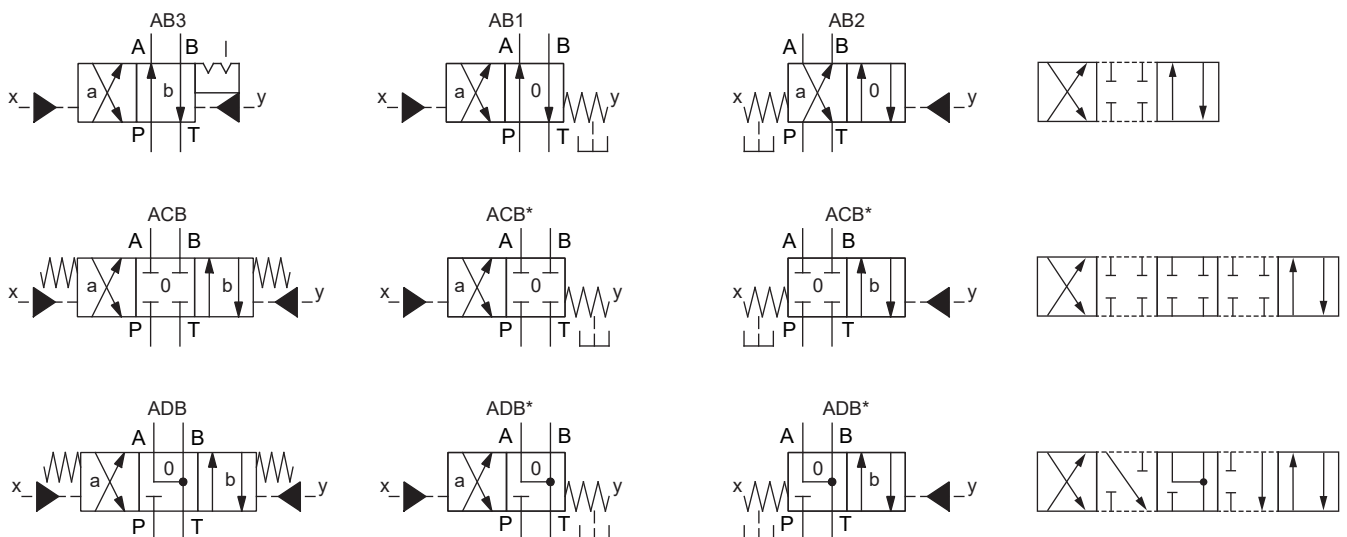 AB3 AB1 AB2
A B A B A B
x a b y x a 0 y x a 0 y
P T P T P T
ACB ACB* ACB*
A B A B A B
x a 0 b y x a 0 y x 0 b y
P T P T P T
ADB ADB* ADB*
A B A B A B
x a 0 b y x a 0 y x 0 b y
P T P T P T